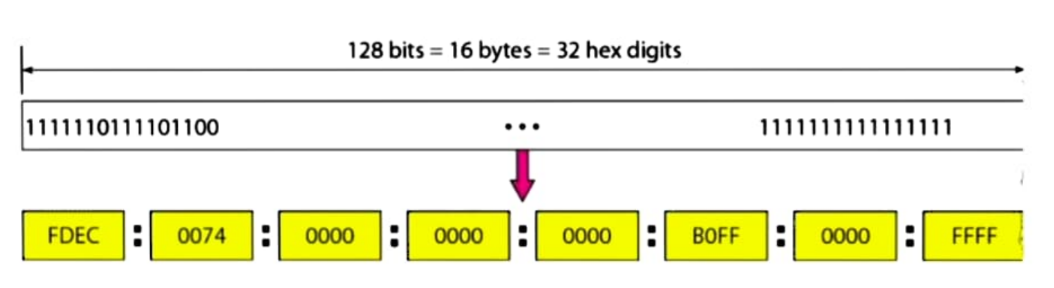 128 bits = 16 bytes = 32 hex digits
1111110111101100 ••• 1111111111111111
FDEC : 0074 : 0000 : 0000 : 0000 : B0FF : 0000 : FFFF